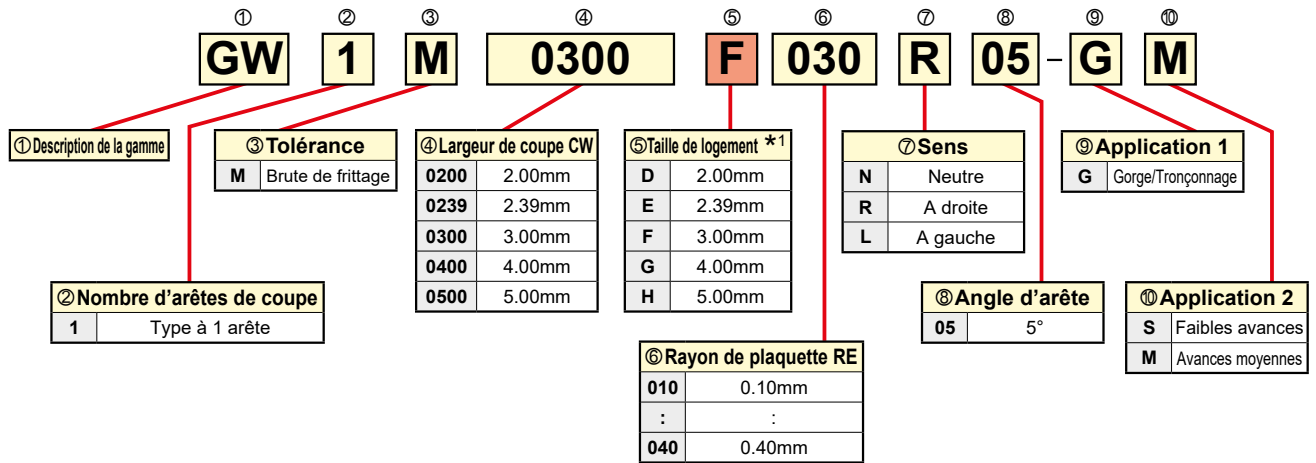 ① ② ③ ④ ⑤ ⑥ ⑦ ⑧ ⑨ ⑩
GW 1 M 0300 F 030 R 05 - G M
①Description de la gamme
③Tolérance
M Brute de frittage
④Largeur de coupe CW
0200 2.00mm
0239 2.39mm
0300 3.00mm
0400 4.00mm
0500 5.00mm
⑤Taille de logement *1
D 2.00mm
E 2.39mm
F 3.00mm
G 4.00mm
H 5.00mm
⑦Sens
N Neutre
R A droite
L A gauche
⑨Application 1
G Gorge/Tronçonnage
②Nombre d'arêtes de coupe
1 Type à 1 arête
⑧Angle d'arête
05 5°
⑩Application 2
S Faibles avances
M Avances moyennes
⑥Rayon de plaquette RE
010 0.10mm
: :
040 0.40mm